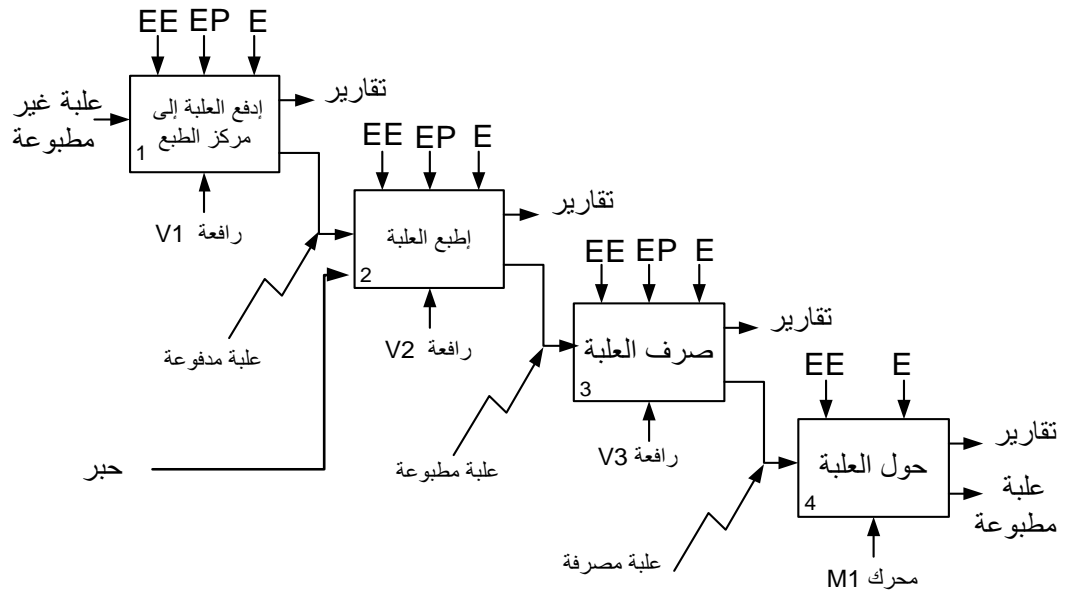 EE EP E
علبة غير
مطبوعة
إدفع العلبة إلى
مركز الطبع
1
تقارير
رافعة V1
EE EP E
علبة مدفوعة
إطبع العلبة
2
تقارير
رافعة V2
حبر
EE EP E
علبة مطبوعة
صرف العلبة
3
تقارير
رافعة V3
EE E
علبة مصرفة
حول العلبة
4
تقارير
علبة
مطبوعة
محرك M1